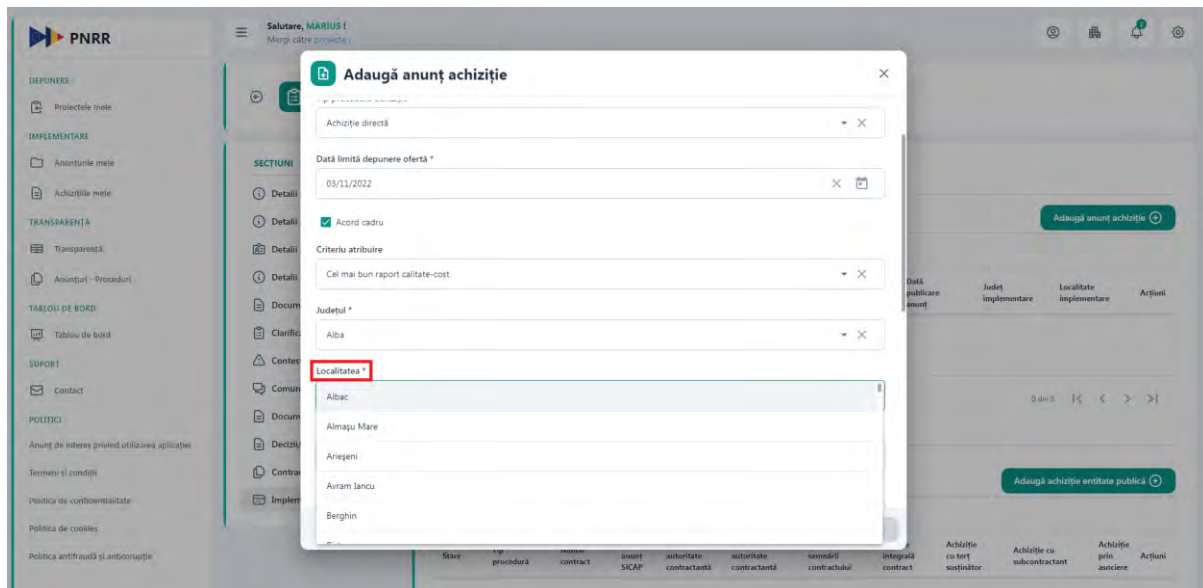 PNRR
Salutare, MARIUS !
Mergi către proiecte !
DEPUNERE
Proiectele mele
IMPLEMENTARE
Anunțurile mele
Achizițiile mele
TRANSPARENȚĂ
Transparență
Anunțuri - Proceduri
TABLOU DE BORD
Tablou de bord
SUPORT
Contact
POLITICI
Anunț de interes privind utilizarea aplicației
Termeni și condiții
Politica de confidențialitate
Politica de cookies
Politica antifraudă și anticorupție
SECȚIUNI
Detalii
Detalii
Detalii
Detalii
Docum
Clarific
Contes
Comun
Docum
Decizii/
Contra
Implem
Adaugă anunț achiziție
Achiziție directă
Dată limită depunere ofertă *
03/11/2022
Acord cadru
Criteriu atribuire
Cel mai bun raport calitate-cost
Județul *
Alba
Localitatea *
Albac
Almașu Mare
Arieșeni
Avram Iancu
Berghin
Adaugă anunț achiziție
Dată publicare anunț
Județ implementare
Localitate implementare
Acțiuni
0 din 0
Adaugă achiziție entitate publică
Stare
procedură
contract
anunț SICAP
autoritate contractantă
autoritate contractantă
semnării contractului
integrală contract
Achiziție cu terț susținător
Achiziție cu subcontractant
Achiziție prin asociere
Acțiuni